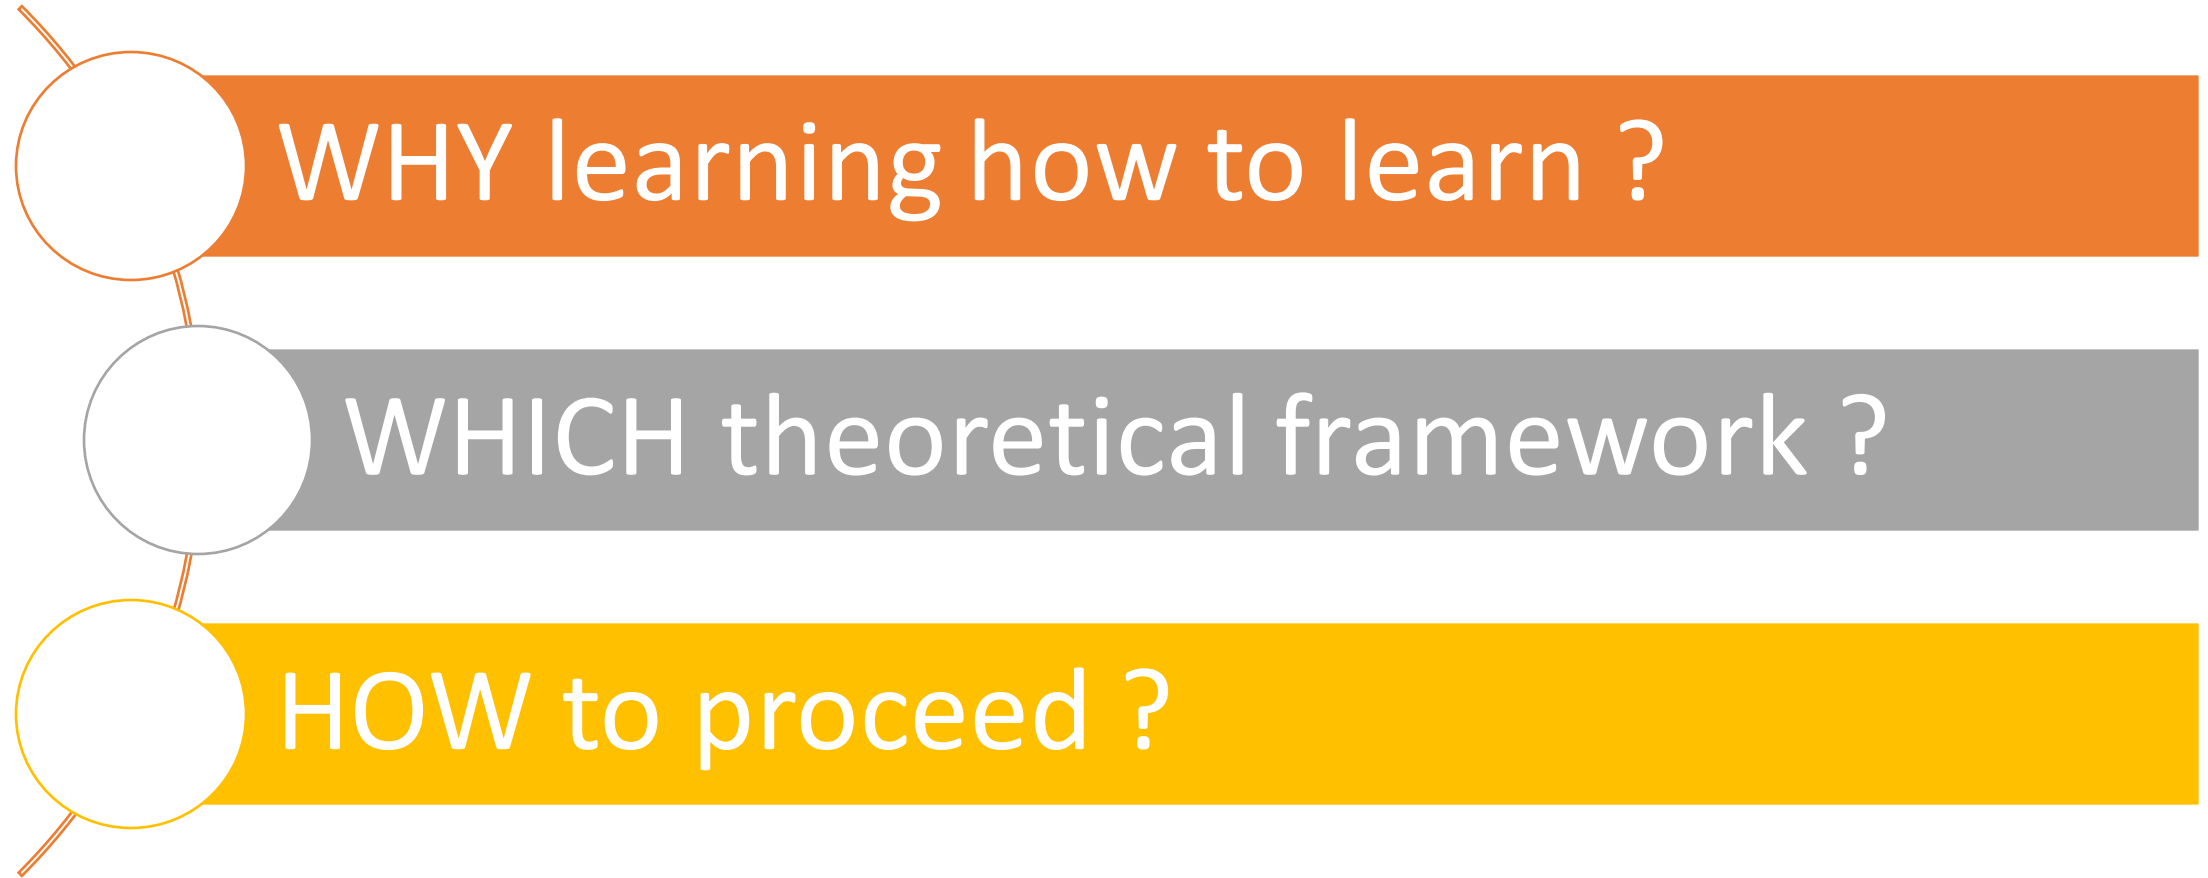 WHY learning how to learn ?
WHICH theoretical framework ?
HOW to proceed ?